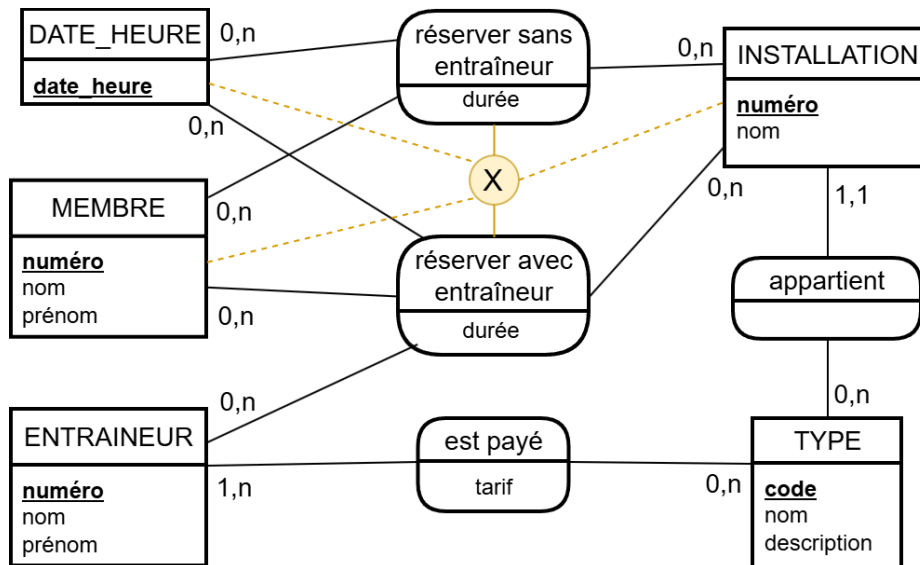 DATE_HEURE
date_heure
0,n
0,n
réserver sans
entraîneur
durée
0,n
INSTALLATION
numéro
nom
0,n
1,1
X
MEMBRE
numéro
nom
prénom
0,n
0,n
réserver avec
entraîneur
durée
appartient
0,n
0,n
ENTRAINEUR
numéro
nom
prénom
1,n
est payé
tarif
0,n
TYPE
code
nom
description